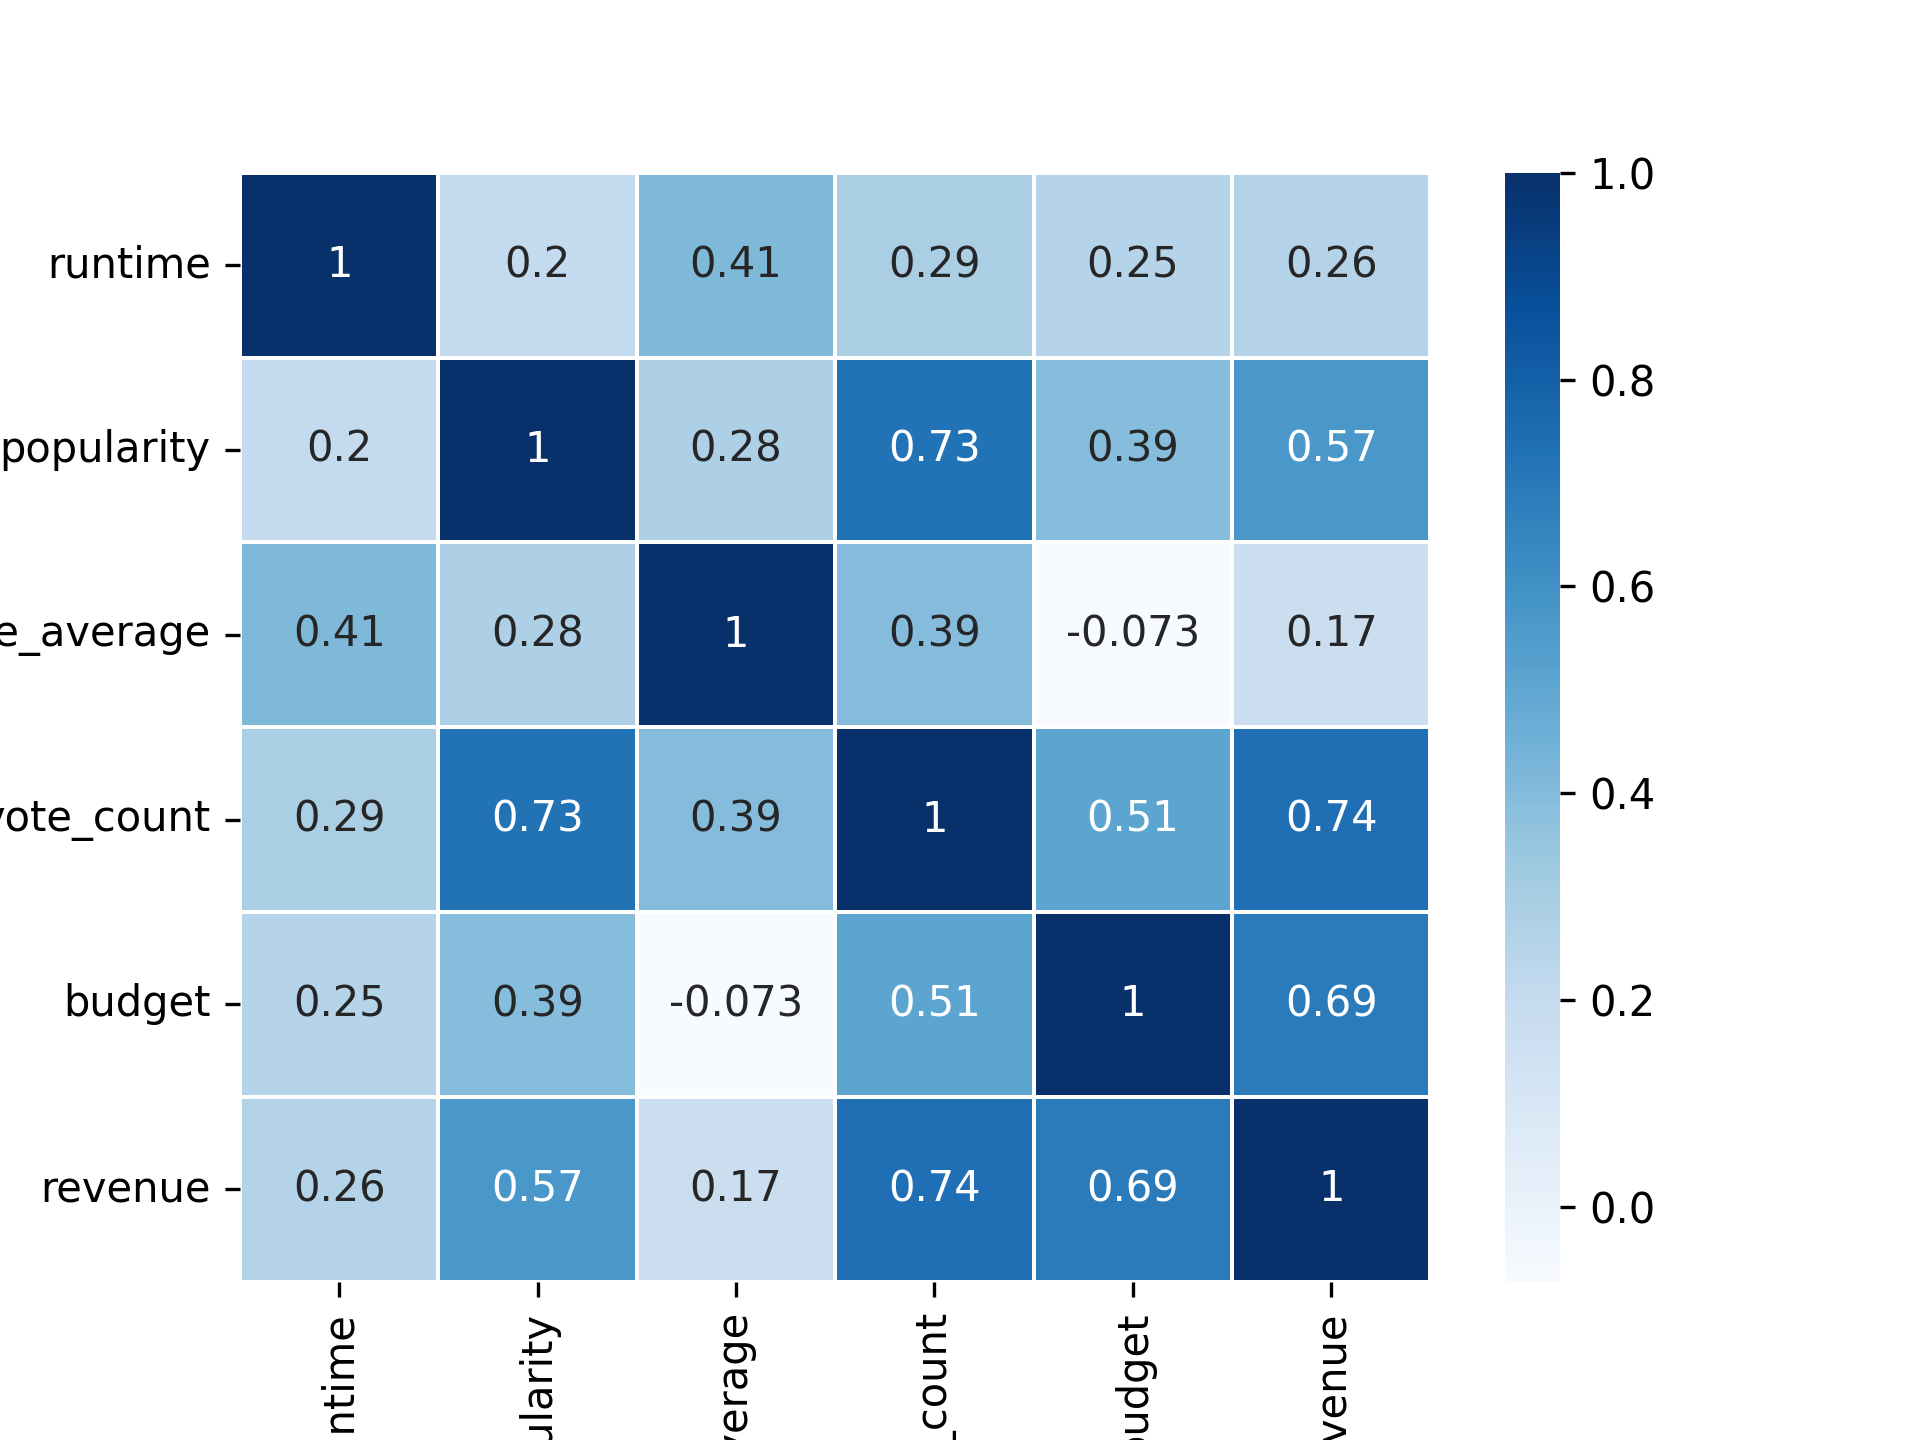 1.0
runtime 1 0.2 0.41 0.29 0.25 0.26
0.8
popularity 0.2 1 0.28 0.73 0.39 0.57
0.6
e_average 0.41 0.28 1 0.39 -0.073 0.17
0.4
vote_count 0.29 0.73 0.39 1 0.51 0.74
0.2
budget 0.25 0.39 -0.073 0.51 1 0.69
revenue 0.26 0.57 0.17 0.74 0.69 1
0.0
ntime
ularity
verage
_count
budget
venue